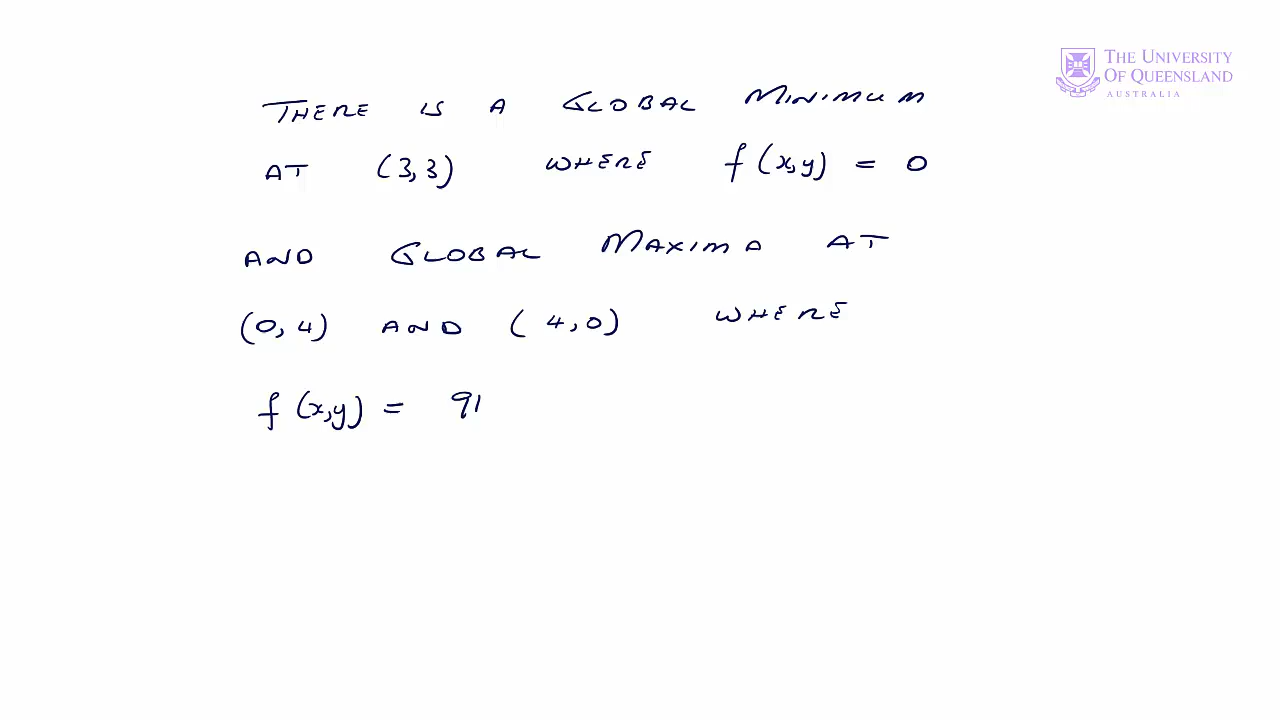 THE UNIVERSITY
OF QUEENSLAND
AUSTRALIA
THERE IS A GLOBAL MINIMUM
AT (3,3) WHERE f(x,y) = 0
AND GLOBAL MAXIMA AT
(0,4) AND (4,0) WHERE
f(x,y) = 91